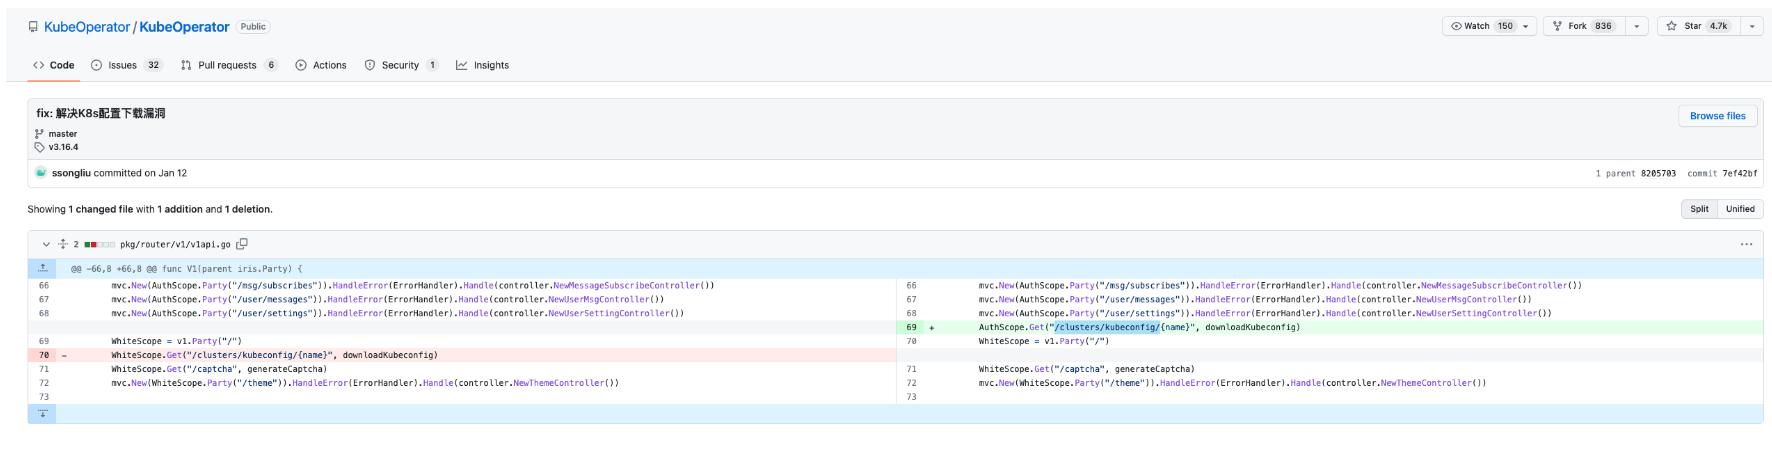 KubeOperator / KubeOperator Public
Watch 150 Fork 836 Star 4.7k
Code Issues 32 Pull requests 6 Actions Security 1 Insights
fix: 解决K8s配置下载漏洞
Browse files
master
v3.16.4
ssongliu committed on Jan 12
1 parent 8205703 commit 7ef42bf
Showing 1 changed file with 1 addition and 1 deletion.
Split Unified
2 pkg/router/v1/v1api.go
@@ -66,8 +66,8 @@ func V1(parent iris.Party) {
66 mvc.New(AuthScope.Party("/msg/subscribes")).HandleError(ErrorHandler).Handle(controller.NewMessageSubscribeController())
67 mvc.New(AuthScope.Party("/user/messages")).HandleError(ErrorHandler).Handle(controller.NewUserMsgController())
68 mvc.New(AuthScope.Party("/user/settings")).HandleError(ErrorHandler).Handle(controller.NewUserSettingController())
69 WhiteScope = v1.Party("/")
70 - WhiteScope.Get("/clusters/kubeconfig/{name}", downloadKubeconfig)
71 WhiteScope.Get("/captcha", generateCaptcha)
72 mvc.New(WhiteScope.Party("/theme")).HandleError(ErrorHandler).Handle(controller.NewThemeController())
73
66 mvc.New(AuthScope.Party("/msg/subscribes")).HandleError(ErrorHandler).Handle(controller.NewMessageSubscribeController())
67 mvc.New(AuthScope.Party("/user/messages")).HandleError(ErrorHandler).Handle(controller.NewUserMsgController())
68 mvc.New(AuthScope.Party("/user/settings")).HandleError(ErrorHandler).Handle(controller.NewUserSettingController())
69 + AuthScope.Get("/clusters/kubeconfig/{name}", downloadKubeconfig)
70 WhiteScope = v1.Party("/")
71 WhiteScope.Get("/captcha", generateCaptcha)
72 mvc.New(WhiteScope.Party("/theme")).HandleError(ErrorHandler).Handle(controller.NewThemeController())
73